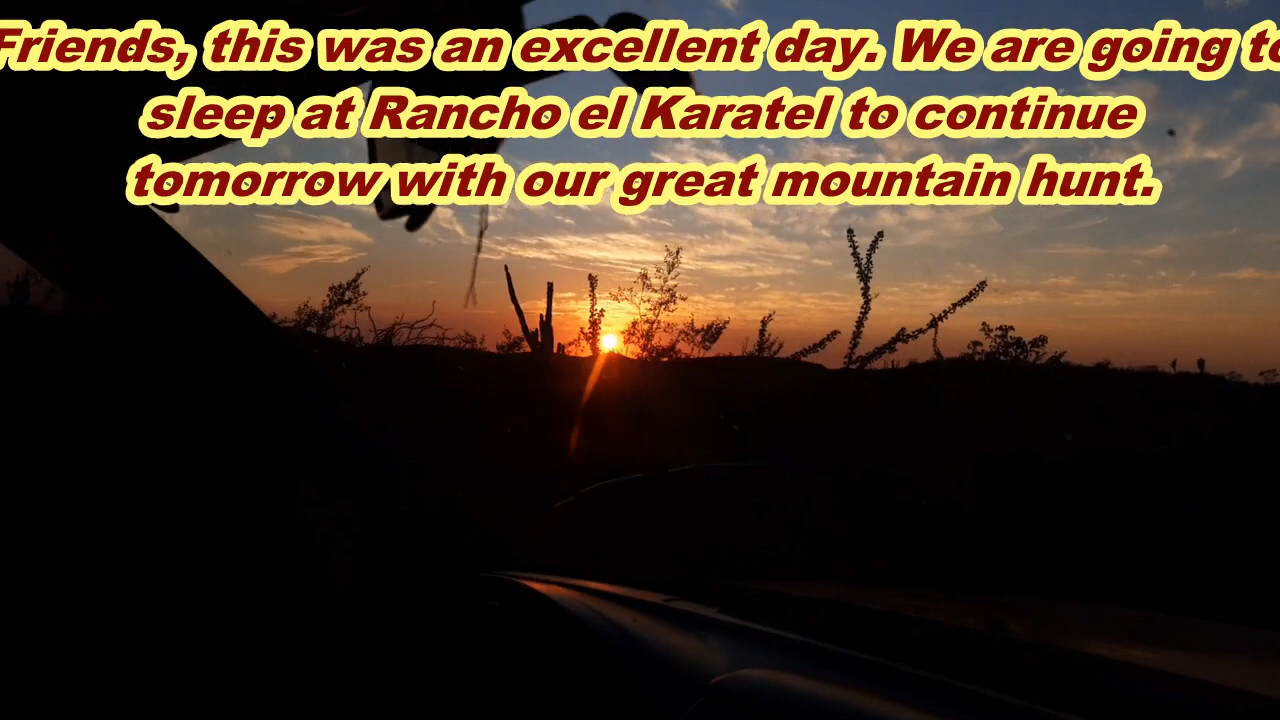 Friends, this was an excellent day. We are going to
sleep at Rancho el Karatel to continue
tomorrow with our great mountain hunt.